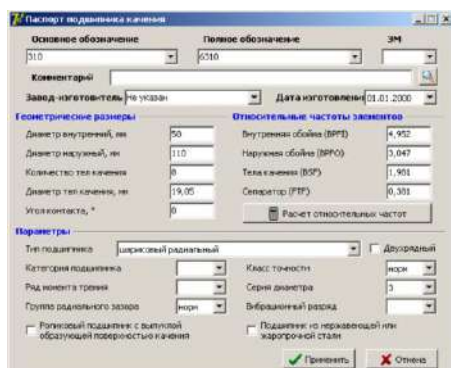 Паспорт подшипника качения
Основное обозначение Полное обозначение ЗМ
310 6310
Комментарий
Завод-изготовитель Не указан Дата изготовления 01.01.2000
Геометрические размеры Относительные частоты элементов
Диаметр внутренний, мм 50 Внутренняя обойма (BPFI) 4,952
Диаметр наружный, мм 110 Наружная обойма (BPFO) 3,047
Количество тел качения 8 Тела качения (BSF) 1,981
Диаметр тел качения, мм 19,05 Сепаратор (FTF) 0,381
Угол контакта, ° 0 Расчет относительных частот
Параметры
Тип подшипника шариковый радиальный Двухрядный
Категория подшипника Класс точности норм
Ряд момента трения Серия диаметра 3
Группа радиального зазора норм Вибрационный разряд
Роликовый подшипник с выпуклой образующей поверхностью качения
Подшипник из нержавеющей или жаропрочной стали
Применить Отмена